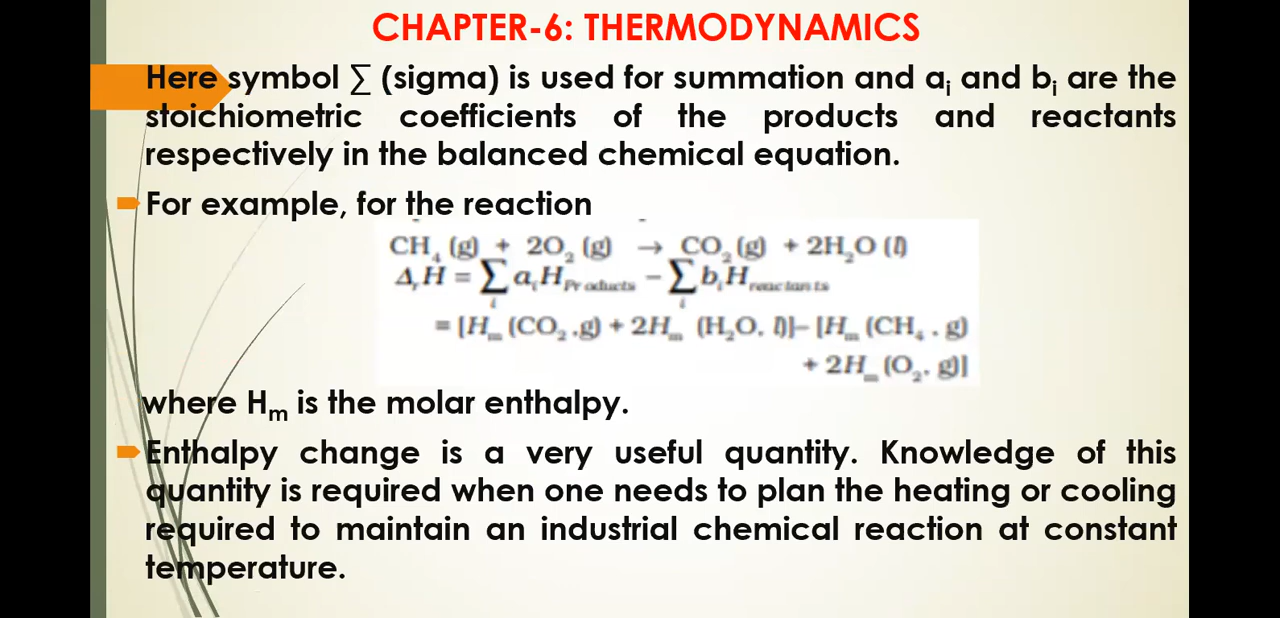 CHAPTER-6: THERMODYNAMICS
Here symbol ∑ (sigma) is used for summation and aᵢ and bᵢ are the
stoichiometric coefficients of the products and reactants
respectively in the balanced chemical equation.
For example, for the reaction
CH₄ (g) + 2O₂ (g) → CO₂ (g) + 2H₂O (l)
ΔᵣH = ∑ᵢ aᵢ H_Products − ∑ᵢ bᵢ H_reactants
= [Hₘ (CO₂ ,g) + 2Hₘ (H₂O, l)]– [Hₘ (CH₄ , g)
+ 2Hₘ (O₂, g)]
where Hₘ is the molar enthalpy.
Enthalpy change is a very useful quantity. Knowledge of this
quantity is required when one needs to plan the heating or cooling
required to maintain an industrial chemical reaction at constant
temperature.